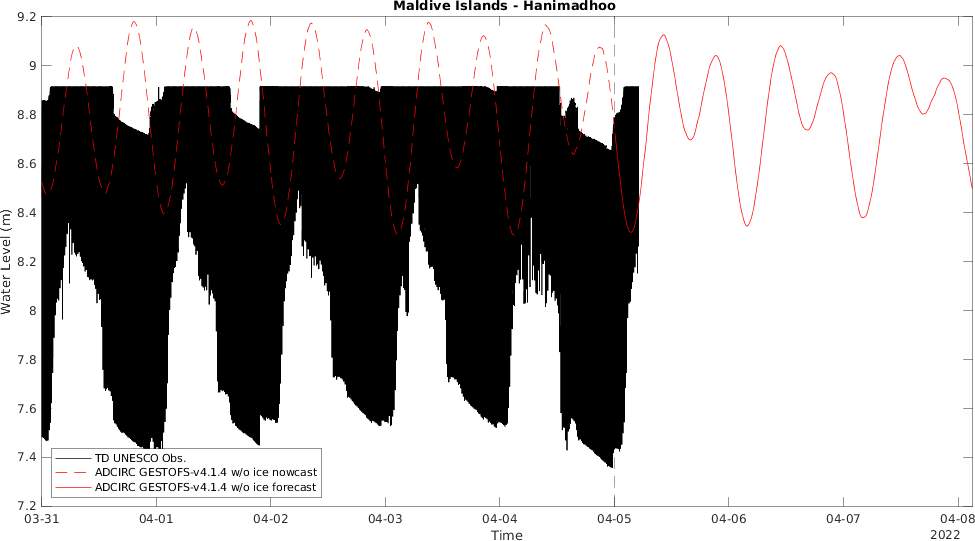 Maldive Islands - Hanimadhoo
Water Level (m)
9.2
9
8.8
8.6
8.4
8.2
8
7.8
7.6
7.4
7.2
TD UNESCO Obs.
ADCIRC GESTOFS-v4.1.4 w/o ice nowcast
ADCIRC GESTOFS-v4.1.4 w/o ice forecast
03-31 04-01 04-02 04-03 04-04 04-05 04-06 04-07 04-08
Time
2022